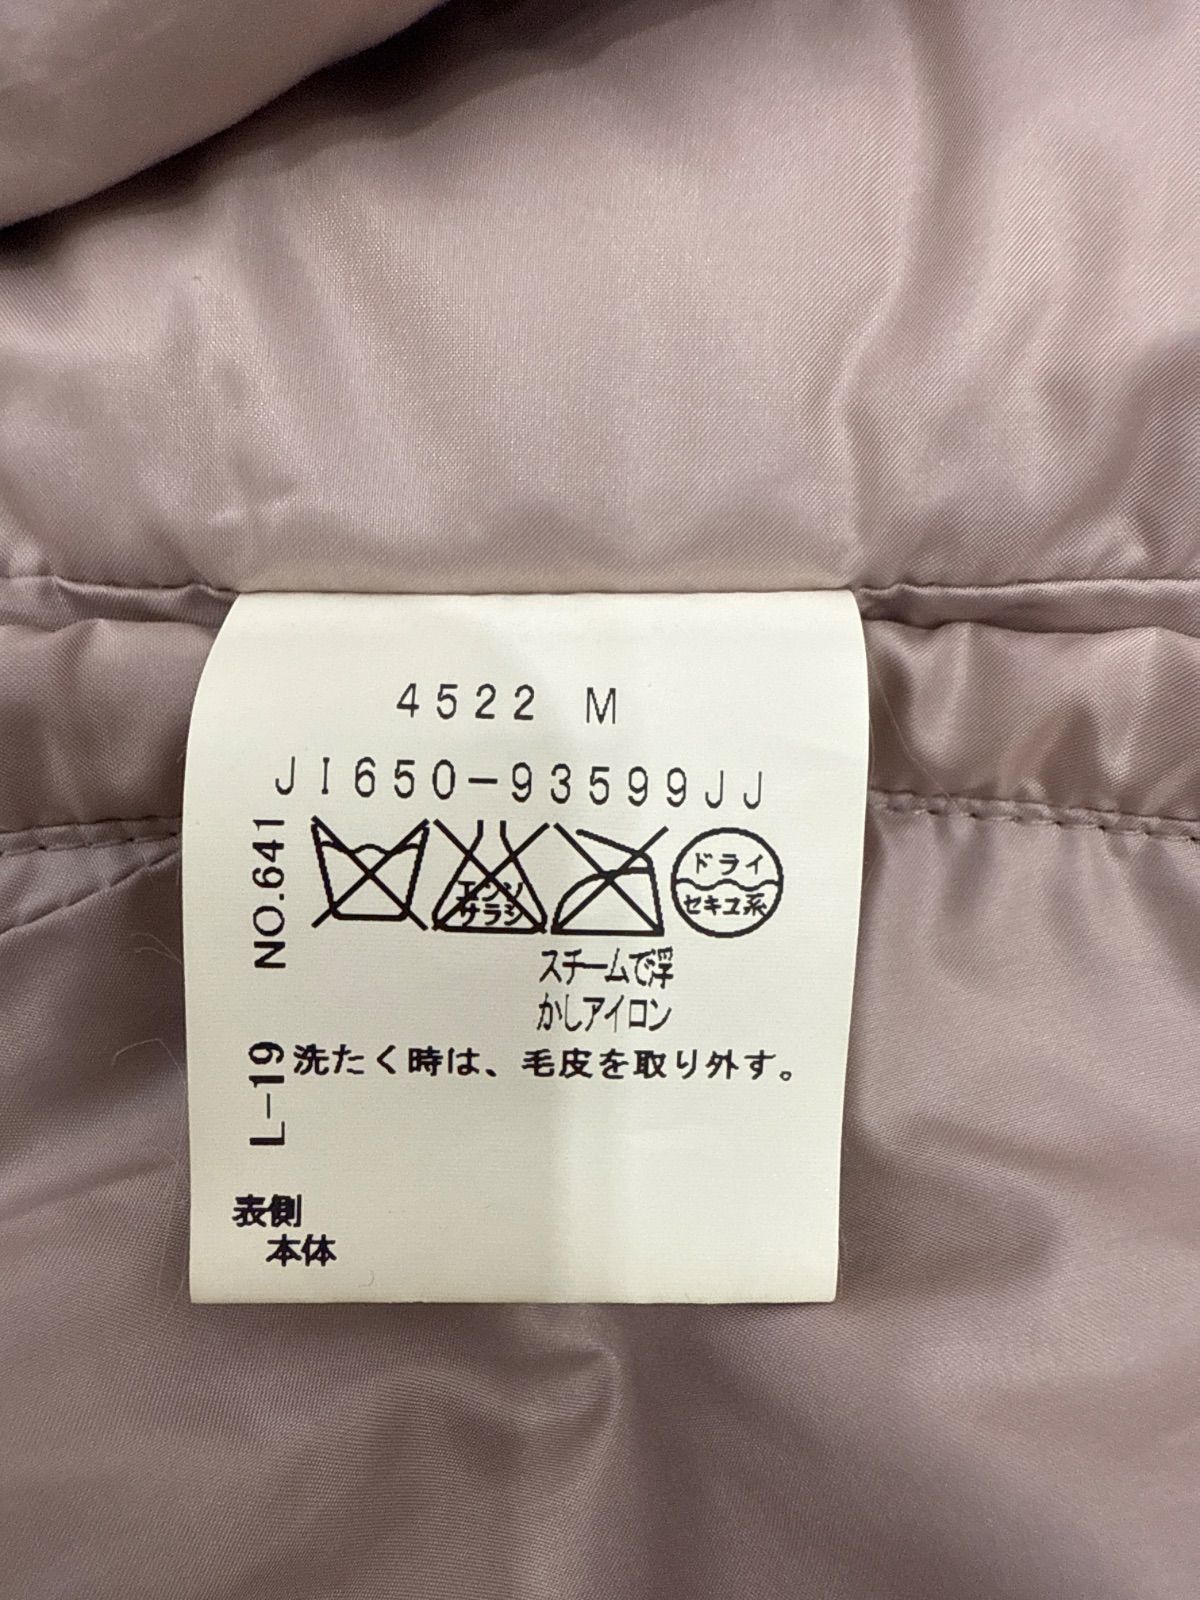 4522 M
JI650-93599JJ
NO.641
エンソ
サラシ
ドライ
セキユ系
スチームで浮
かしアイロン
L-19
洗たく時は、毛皮を取り外す。
表側
本体